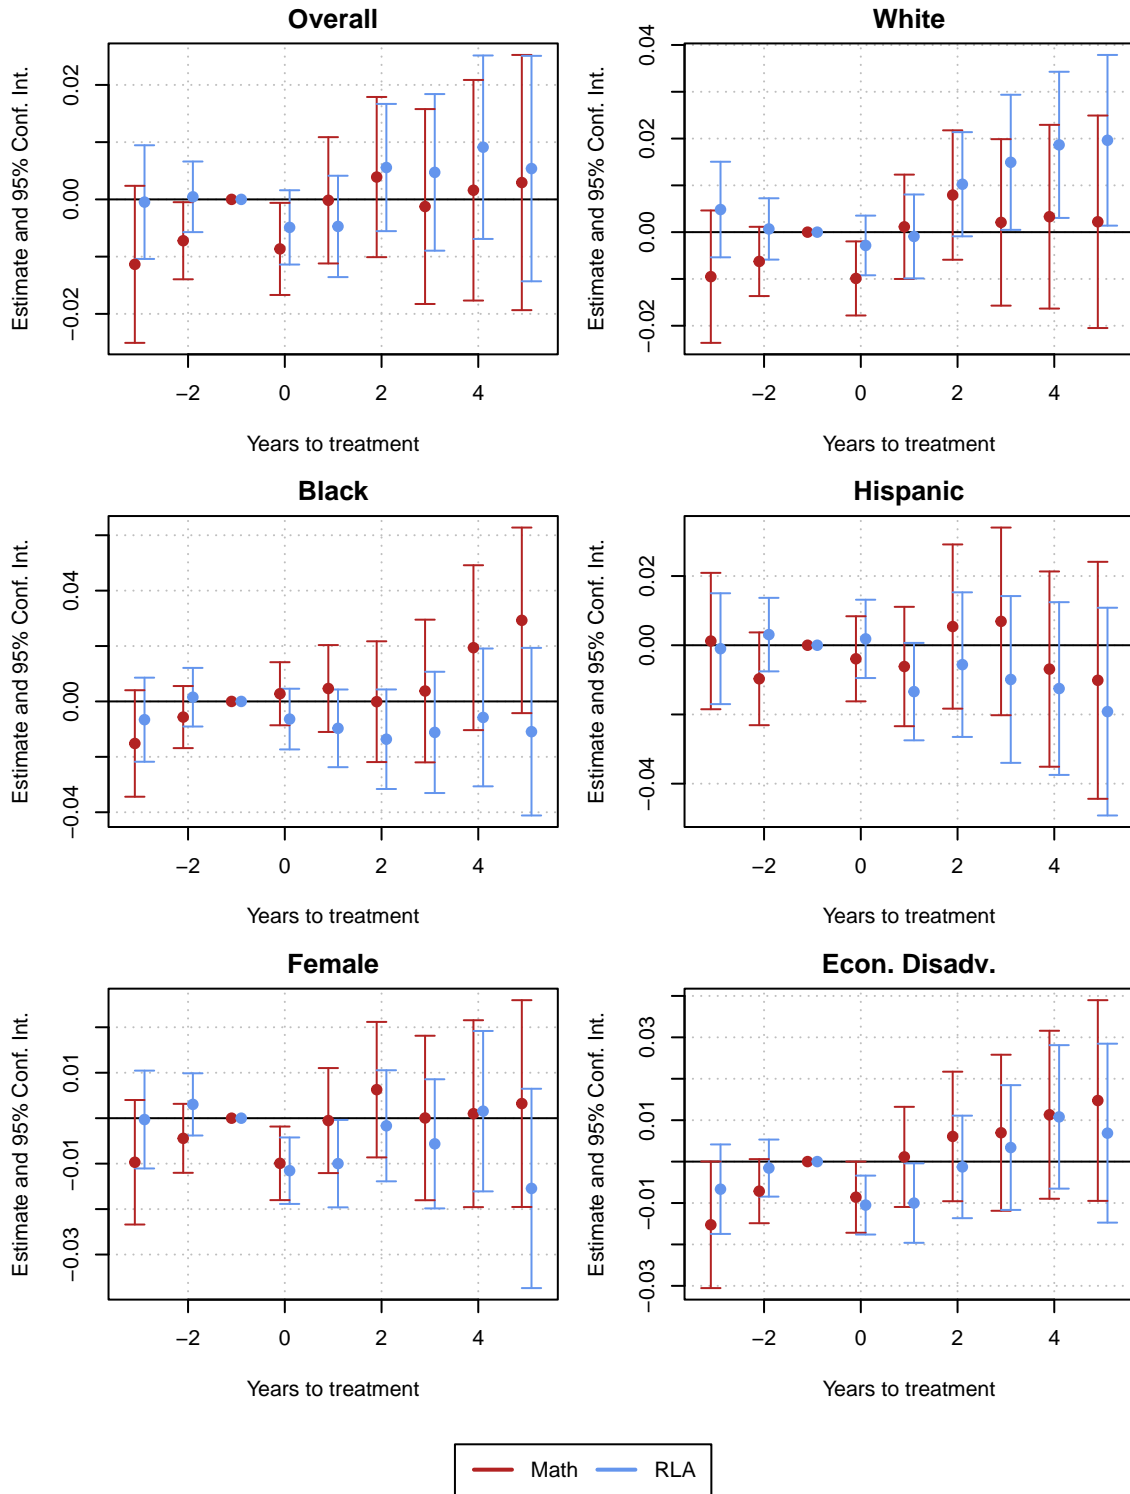 Overall
Estimate and 95% Conf. Int.
0.02
0.00
−0.02
−2 0 2 4
Years to treatment
White
Estimate and 95% Conf. Int.
0.04
0.02
0.00
−0.02
−2 0 2 4
Years to treatment
Black
Estimate and 95% Conf. Int.
0.04
0.00
−0.04
−2 0 2 4
Years to treatment
Hispanic
Estimate and 95% Conf. Int.
0.02
0.00
−0.04
−2 0 2 4
Years to treatment
Female
Estimate and 95% Conf. Int.
0.01
−0.01
−0.03
−2 0 2 4
Years to treatment
Econ. Disadv.
Estimate and 95% Conf. Int.
0.03
0.01
−0.01
−0.03
−2 0 2 4
Years to treatment
Math RLA